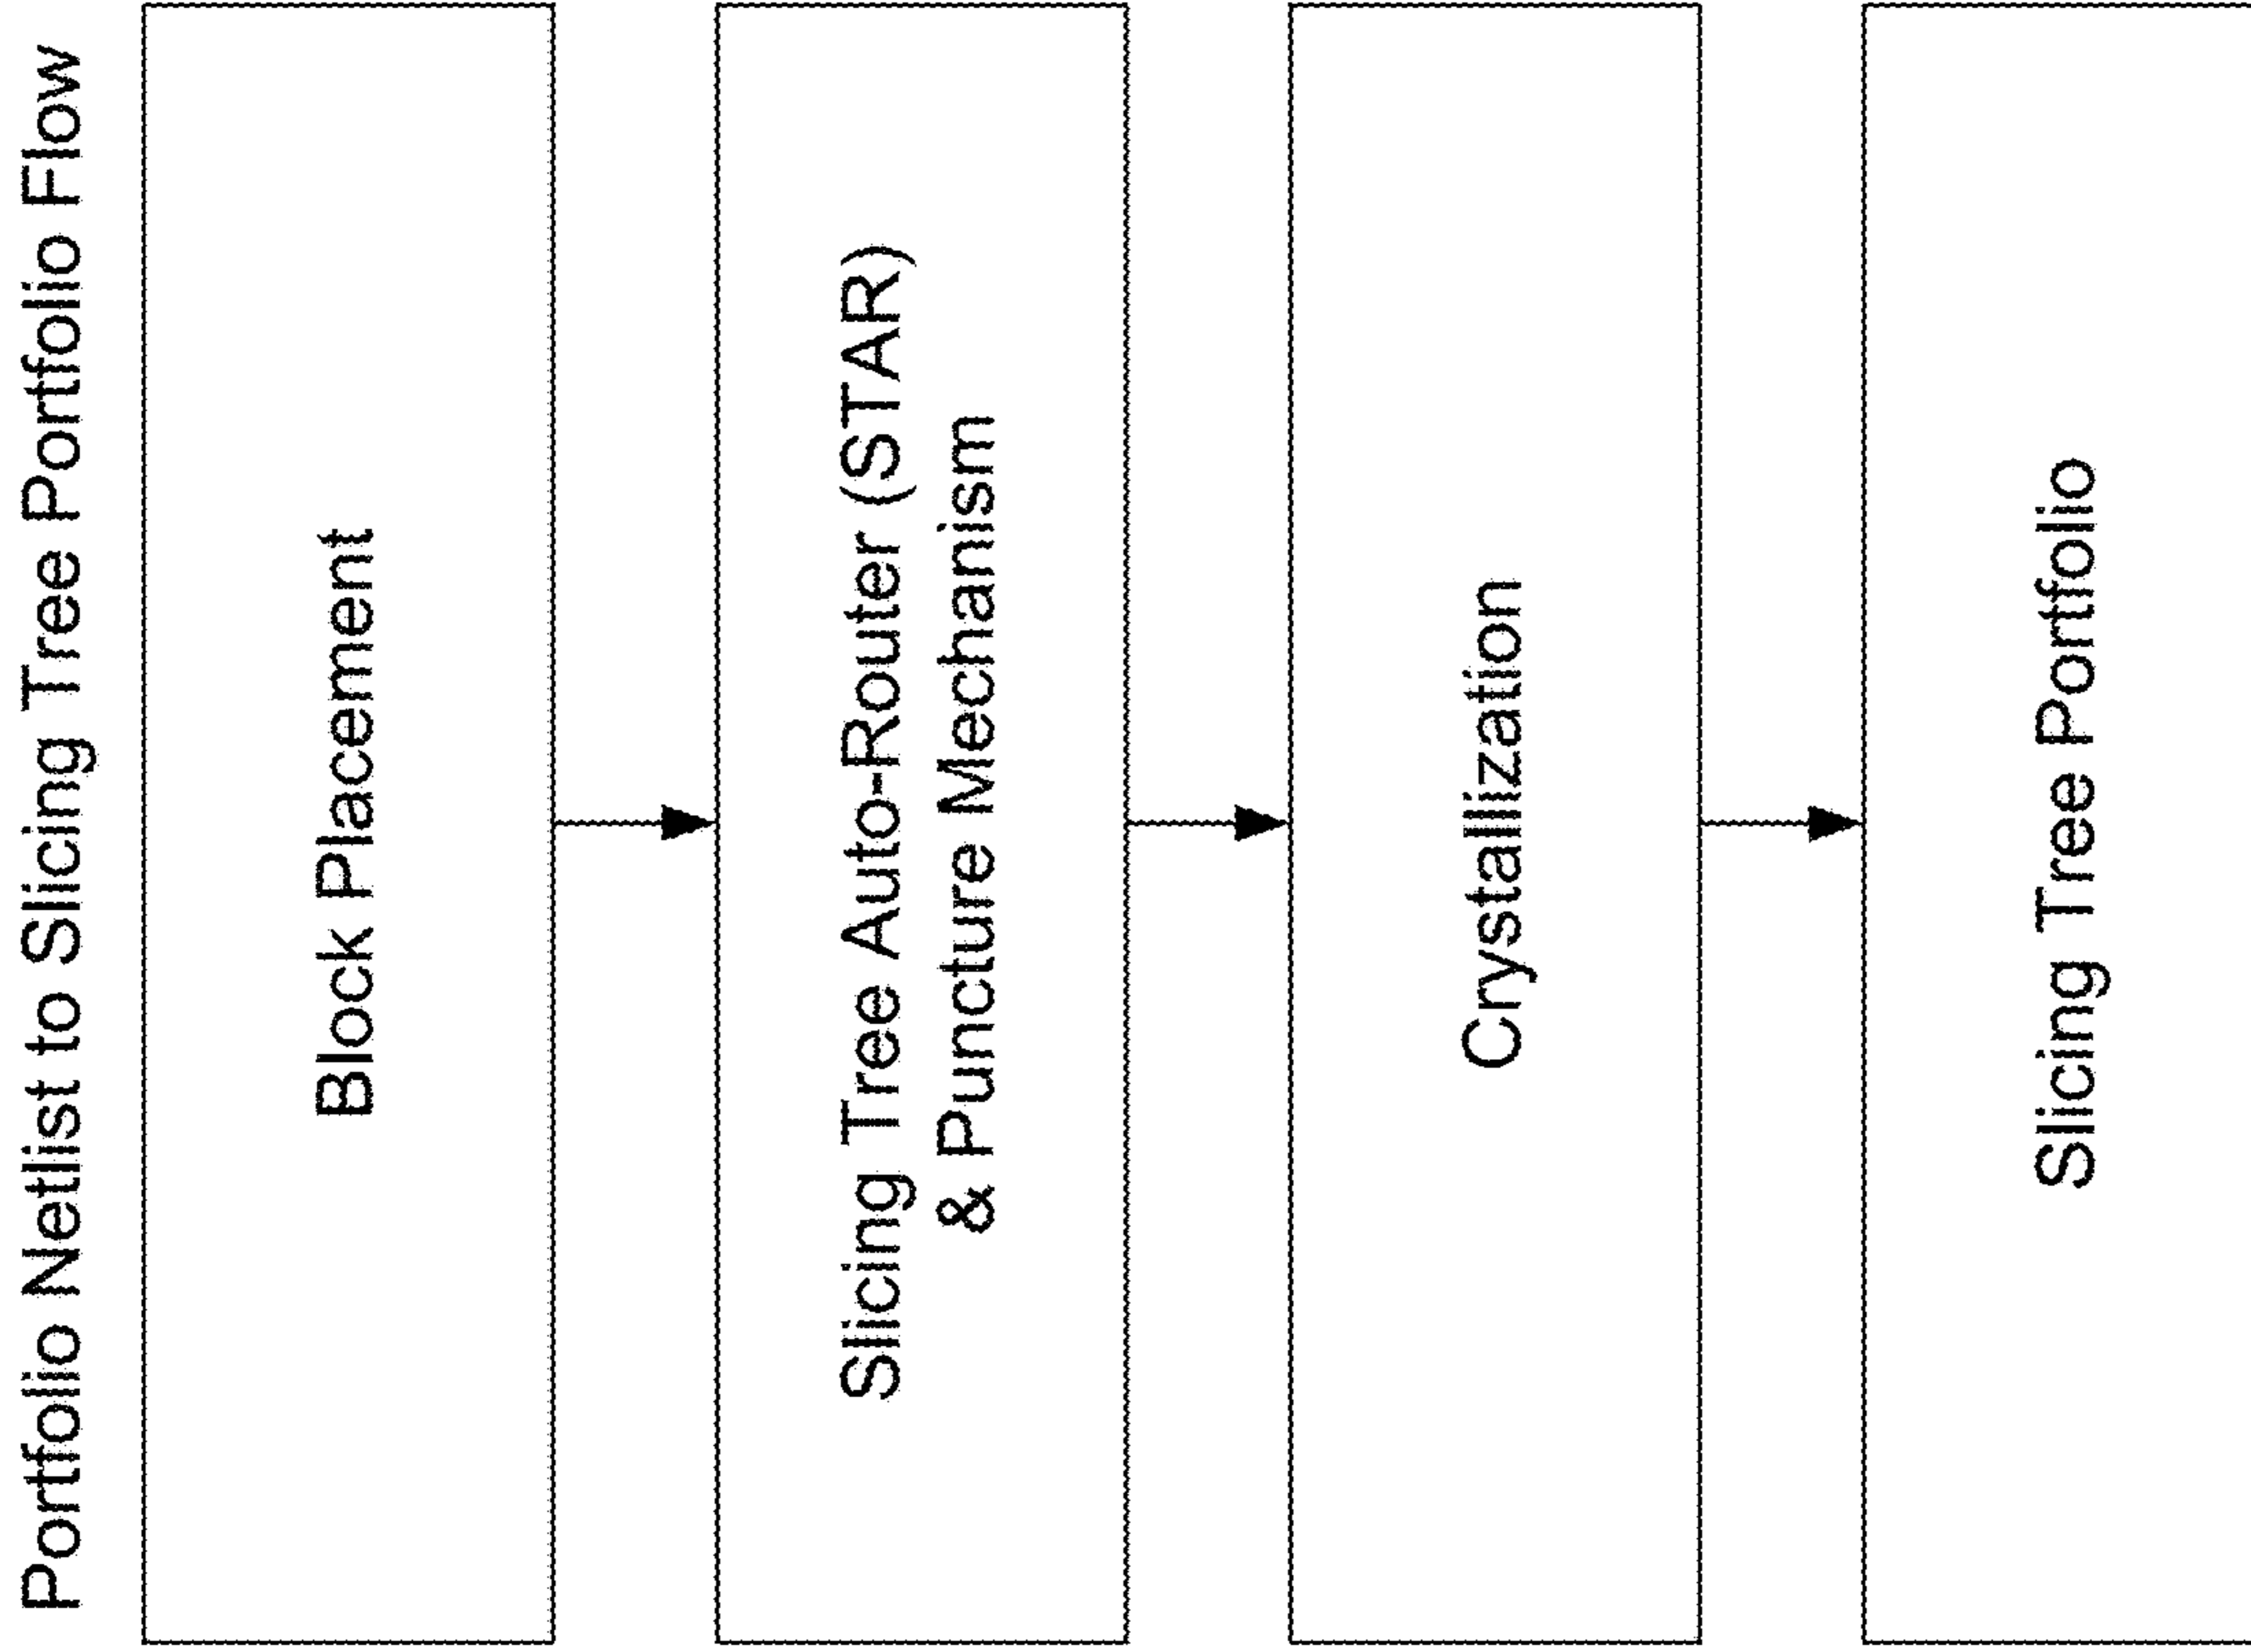 Portfolio Netlist to Slicing Tree Portfolio Flow
Block Placement
Slicing Tree Auto-Router (STAR)
& Puncture Mechanism
Crystallization
Slicing Tree Portfolio